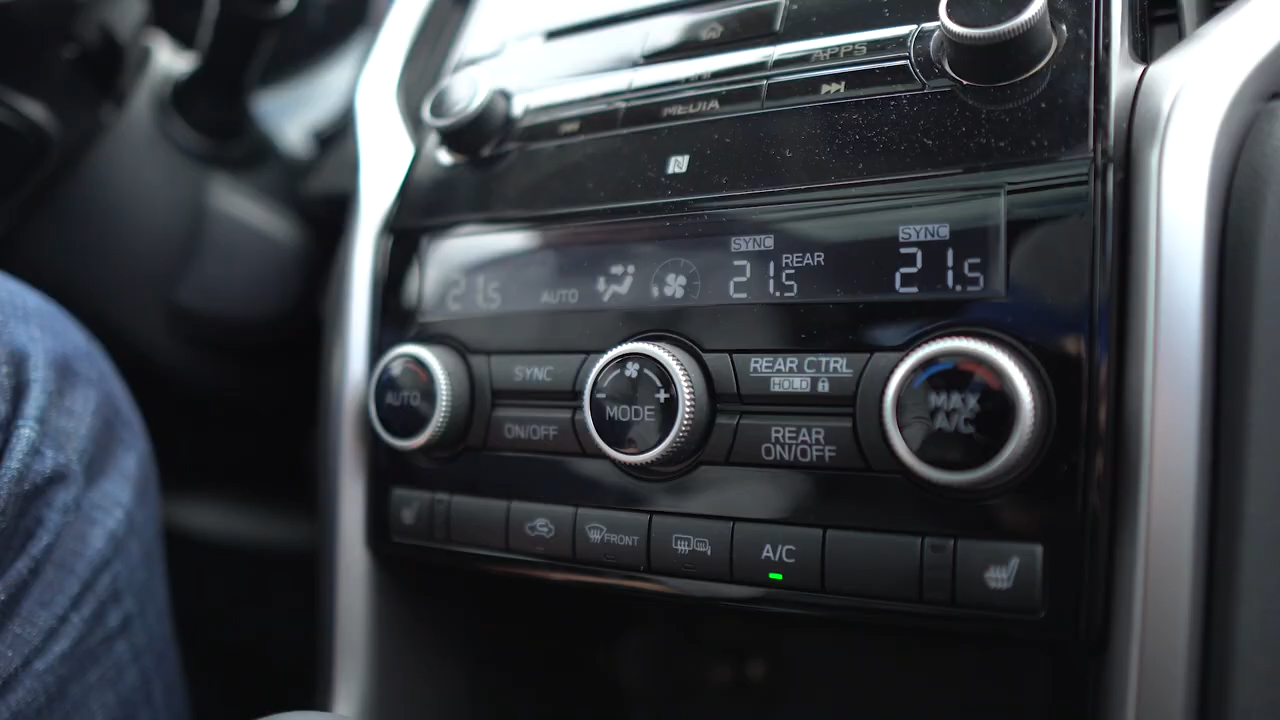 APPS
MEDIA
N
SYNC
SYNC
21.5
AUTO
21.5
REAR
21.5
AUTO
SYNC
MODE
REAR CTRL
HOLD
MAX
A/C
ON/OFF
REAR
ON/OFF
FRONT
A/C